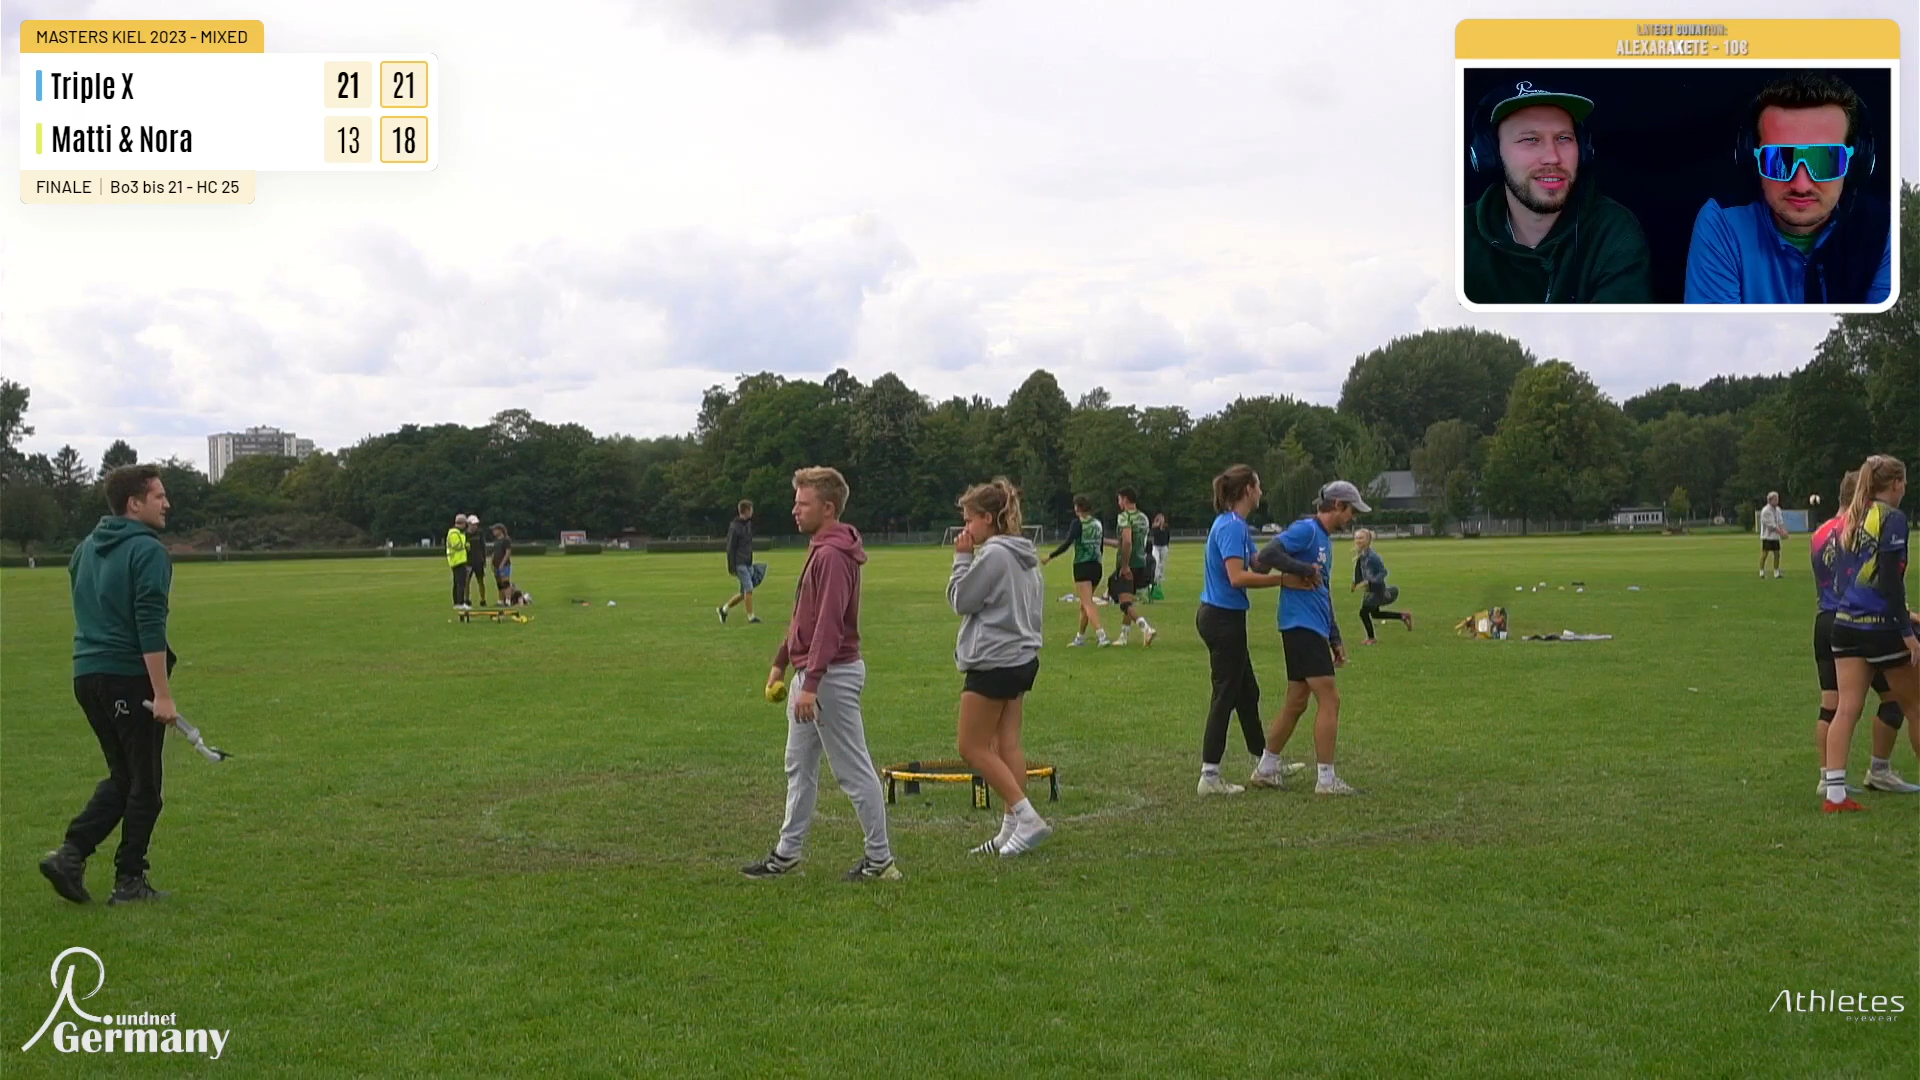 MASTERS KIEL 2023 - MIXED
Triple X 21 21
Matti & Nora 13 18
FINALE | Bo3 bis 21 - HC 25
LATEST DONATION:
ALEXARAKETE - 10€
Roundnet
Germany
Athletes
eyewear